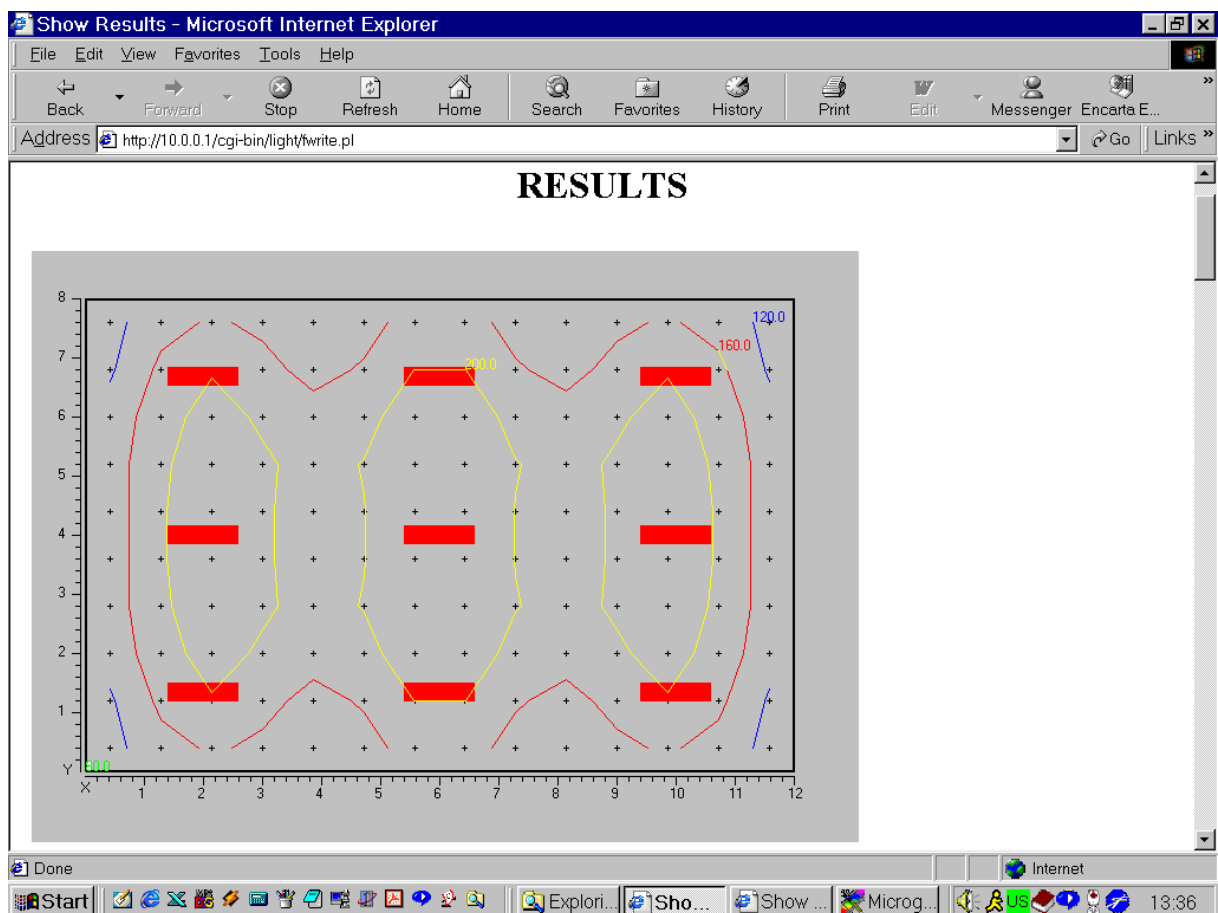 Show Results - Microsoft Internet Explorer
File Edit View Favorites Tools Help
Back Forward Stop Refresh Home Search Favorites History Print Edit Messenger Encarta E... »
Address http://10.0.0.1/cgi-bin/light/fwrite.pl Go Links »
RESULTS
8
120.0
160.0
7
200.0
6
5
4
3
2
1
Y
80.0
X 1 2 3 4 5 6 7 8 9 10 11 12
Done Internet
Start Explori... Sho... Show ... Microg... US 13:36